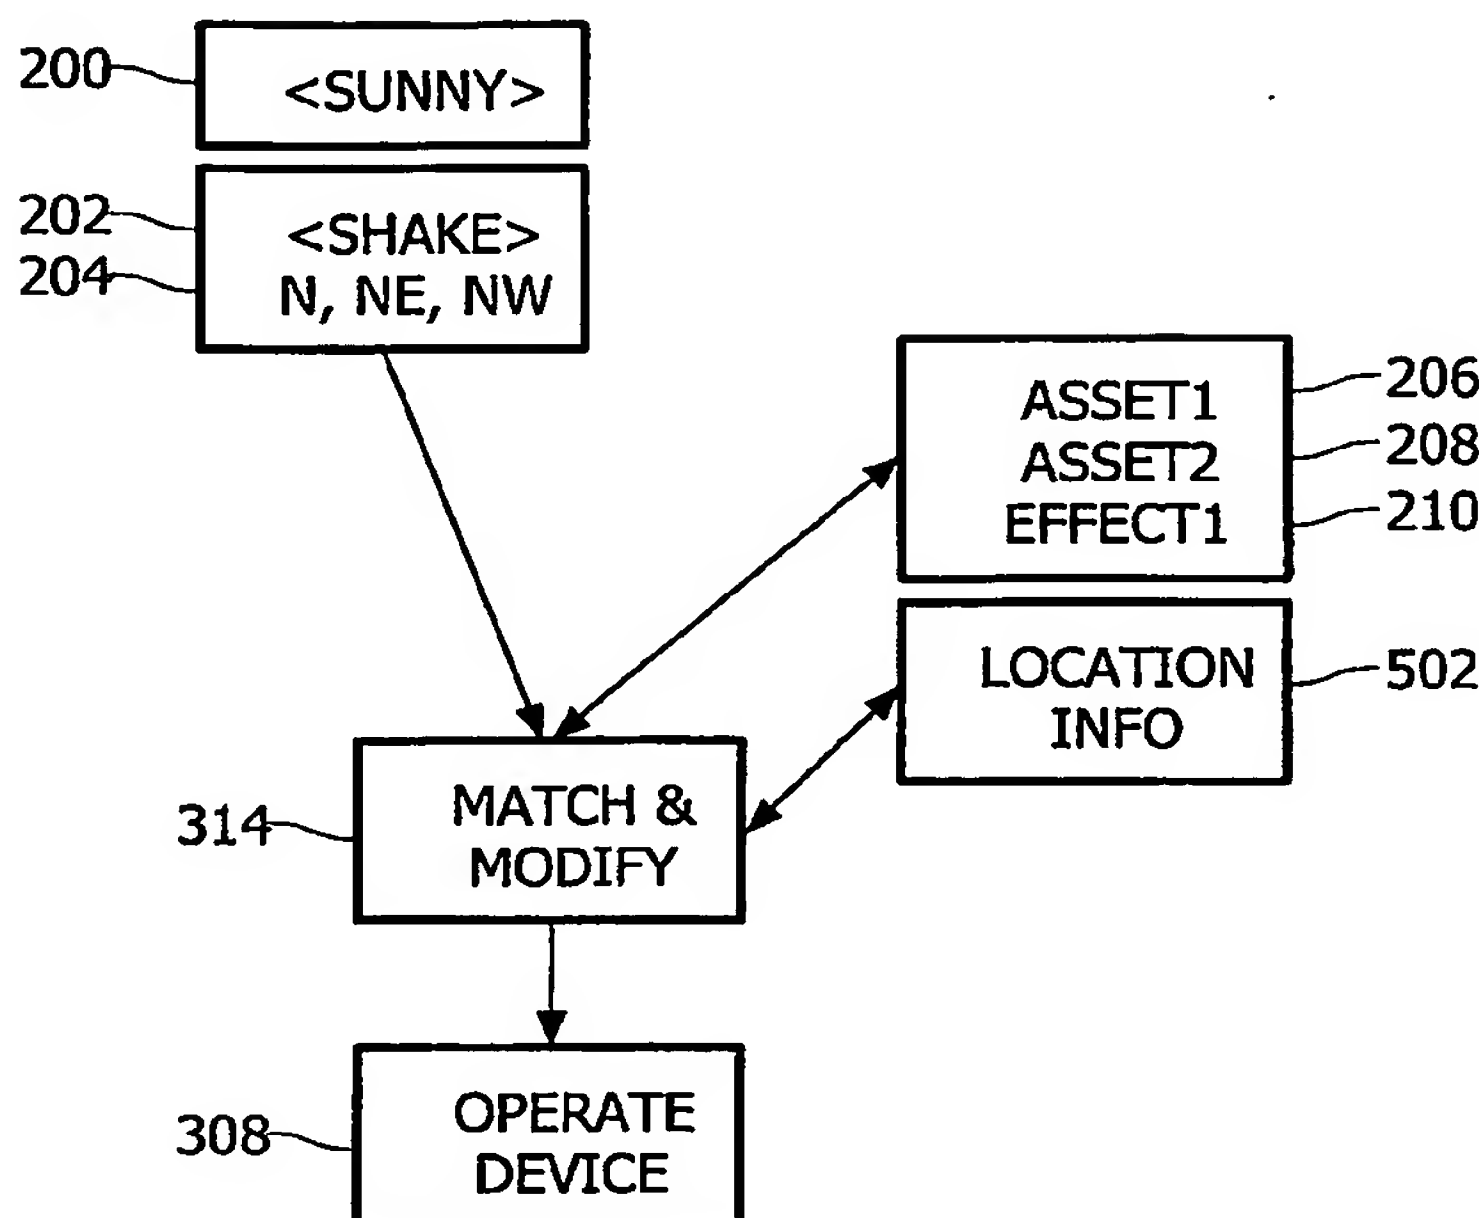 200
<SUNNY>
202
<SHAKE>
204
N, NE, NW
ASSET1
206
ASSET2
208
EFFECT1
210
LOCATION
INFO
502
314
MATCH &
MODIFY
308
OPERATE
DEVICE